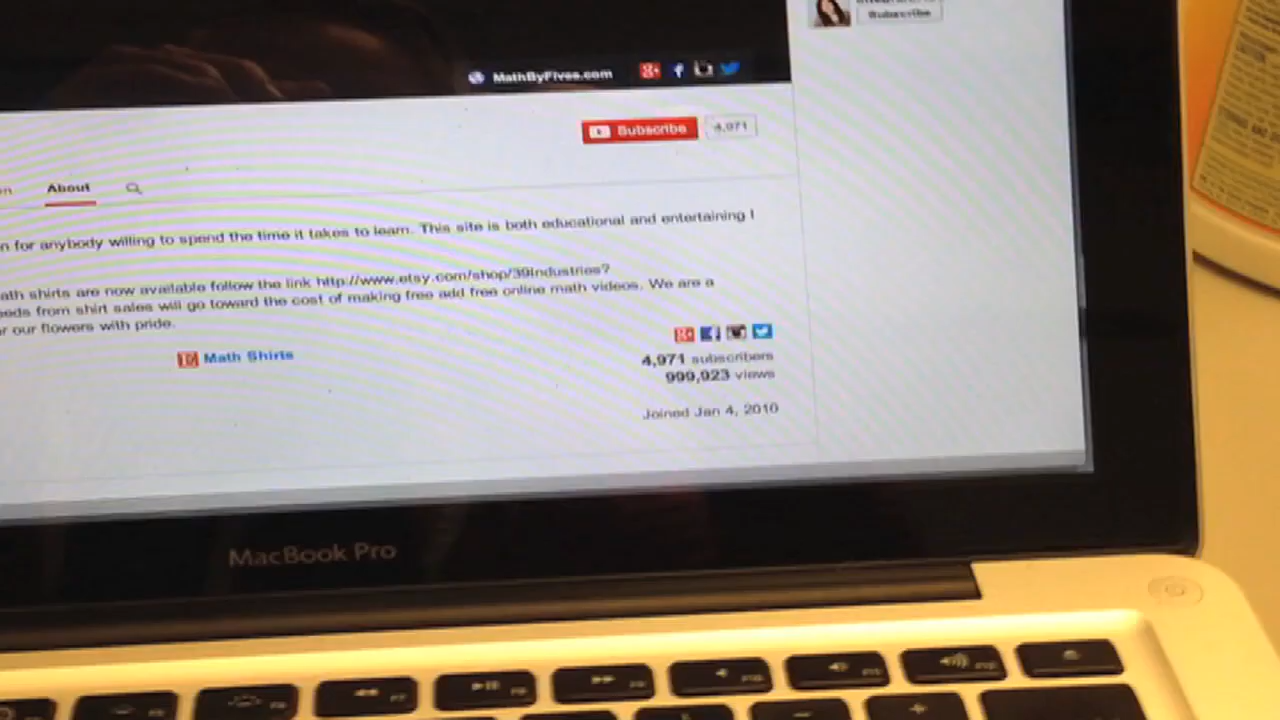 Subscribe
MathByFives.com
Subscribe 4,971
About
n for anybody willing to spend the time it takes to learn. This site is both educational and entertaining I
ath shirts are now available follow the link http://www.etsy.com/shop/39Industries?
eeds from shirt sales will go toward the cost of making free add free online math videos. We are a
r our flowers with pride.
Math Shirts
4,971 subscribers
999,923 views
Joined Jan 4, 2010
MacBook Pro